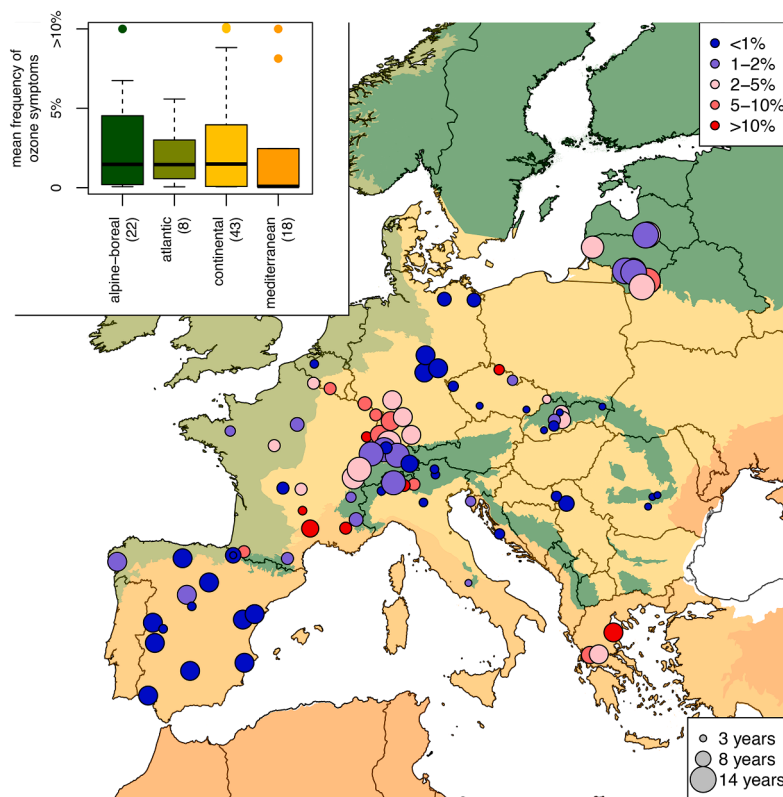 >10%
5%
0
mean frequency of
ozone symptoms
alpine−boreal
(22)
atlantic
(8)
continental
(43)
mediterranean
(18)
<1%
1−2%
2−5%
5−10%
>10%
3 years
8 years
14 years